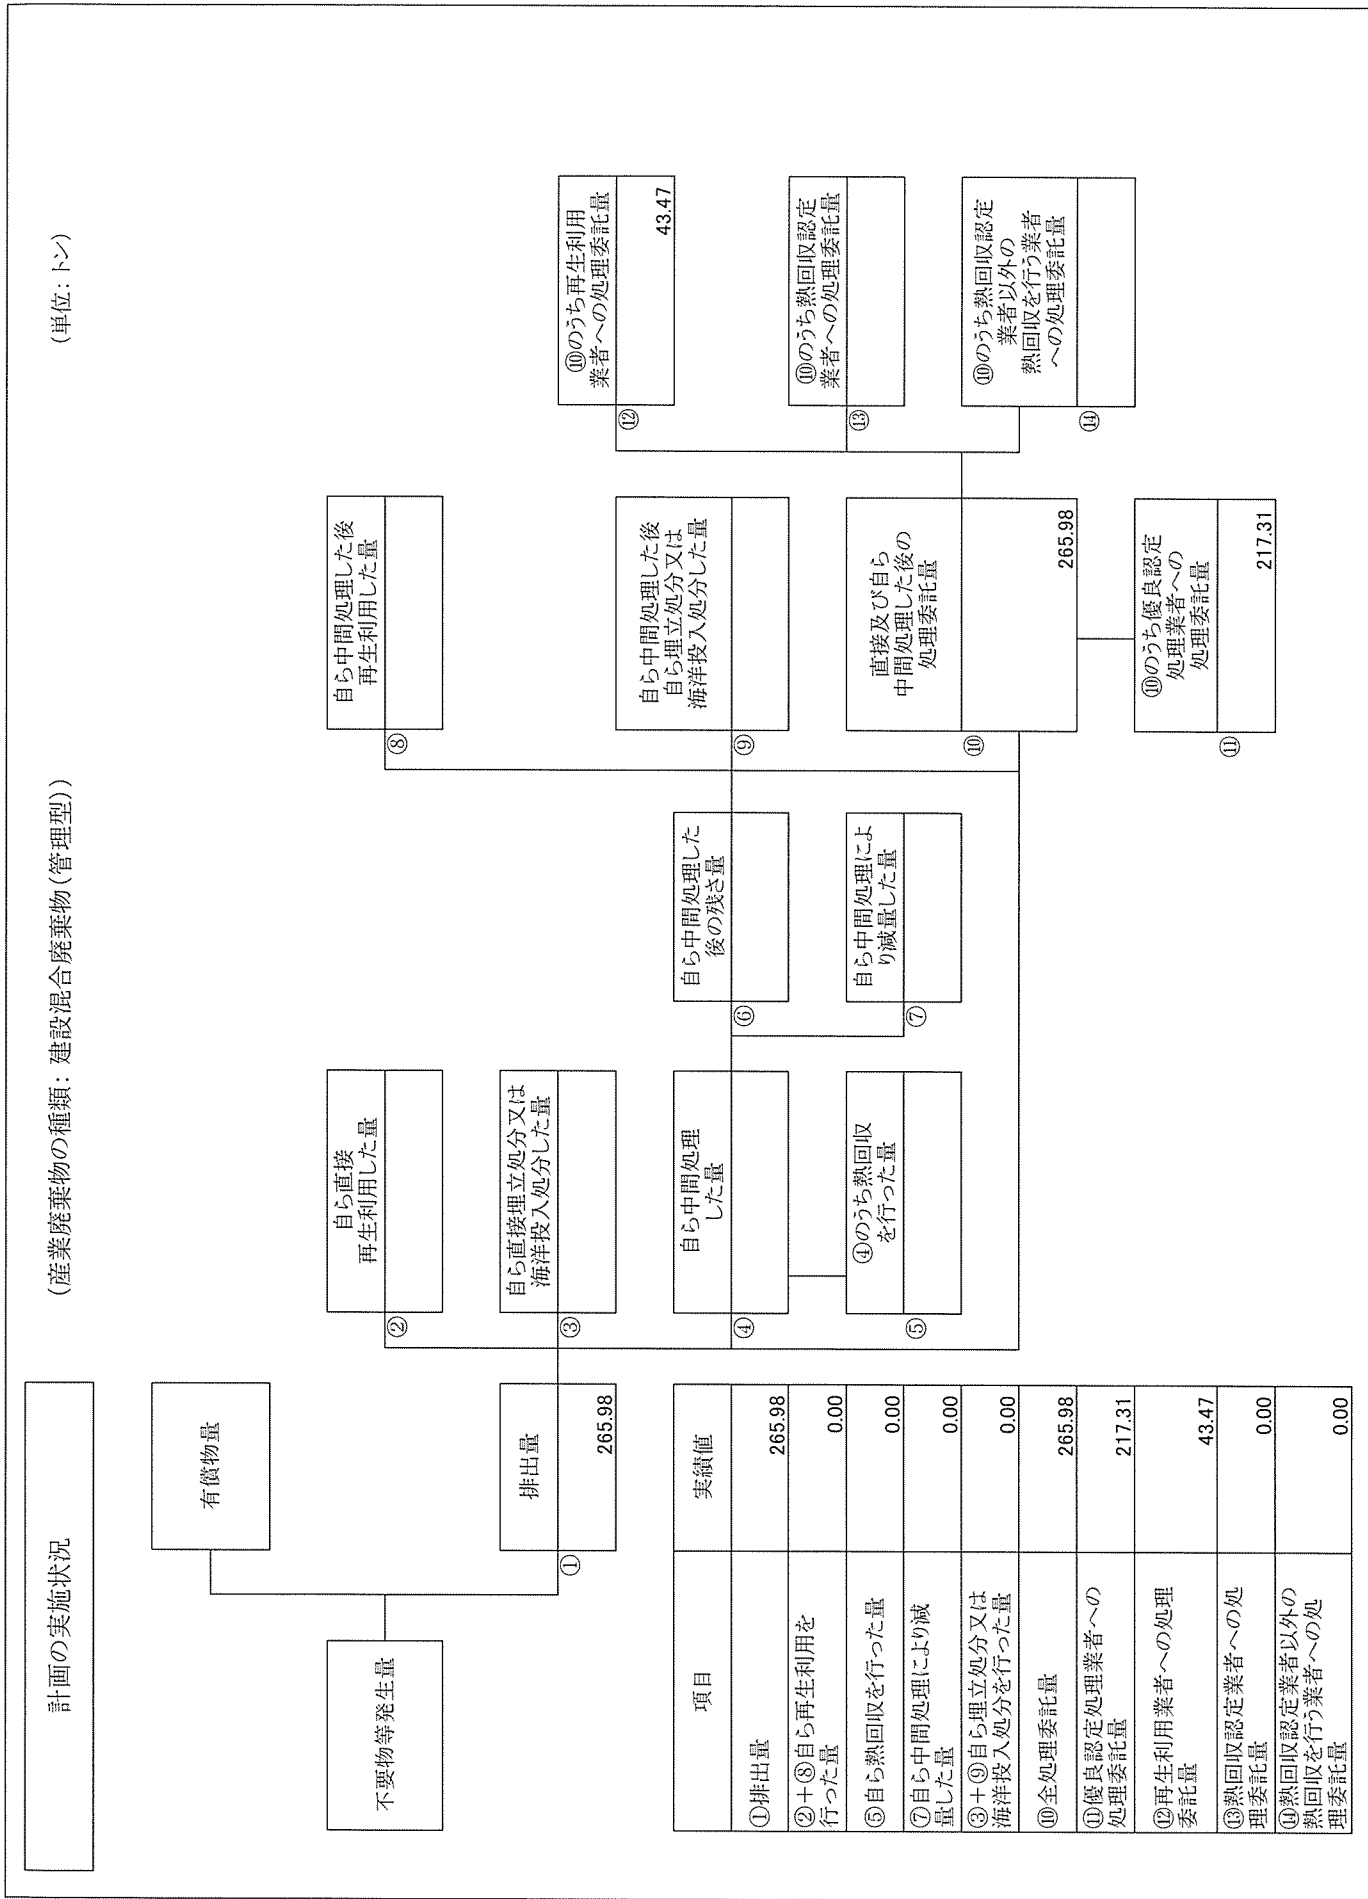 計画の実施状況
(産業廃棄物の種類: 建設混合廃棄物(管理型))
(単位:トン)
不要物等発生量
有償物量
①
排出量
265.98
②
自ら直接
再生利用した量
③
自ら直接埋立処分又は
海洋投入処分した量
④
自ら中間処理
した量
⑤
④のうち熱回収
を行った量
⑥
自ら中間処理した
後の残さ量
⑦
自ら中間処理によ
り減量した量
⑧
自ら中間処理した後
再生利用した量
⑨
自ら中間処理した後
自ら埋立処分又は
海洋投入処分した量
⑩
直接及び自ら
中間処理した後の
処理委託量
265.98
⑪
⑩のうち優良認定
処理業者への
処理委託量
217.31
⑫
⑩のうち再生利用
業者への処理委託量
43.47
⑬
⑩のうち熱回収認定
業者への処理委託量
⑭
⑩のうち熱回収認定
業者以外の
熱回収を行う業者
への処理委託量
項目
実績値
①排出量
265.98
②+⑧自ら再生利用を
行った量
0.00
⑤自ら熱回収を行った量
0.00
⑦自ら中間処理により減
量した量
0.00
③+⑨自ら埋立処分又は
海洋投入処分を行った量
0.00
⑩全処理委託量
265.98
⑪優良認定処理業者への
処理委託量
217.31
⑫再生利用業者への処理
委託量
43.47
⑬熱回収認定業者への処
理委託量
0.00
⑭熱回収認定業者以外の
熱回収を行う業者への処
理委託量
0.00